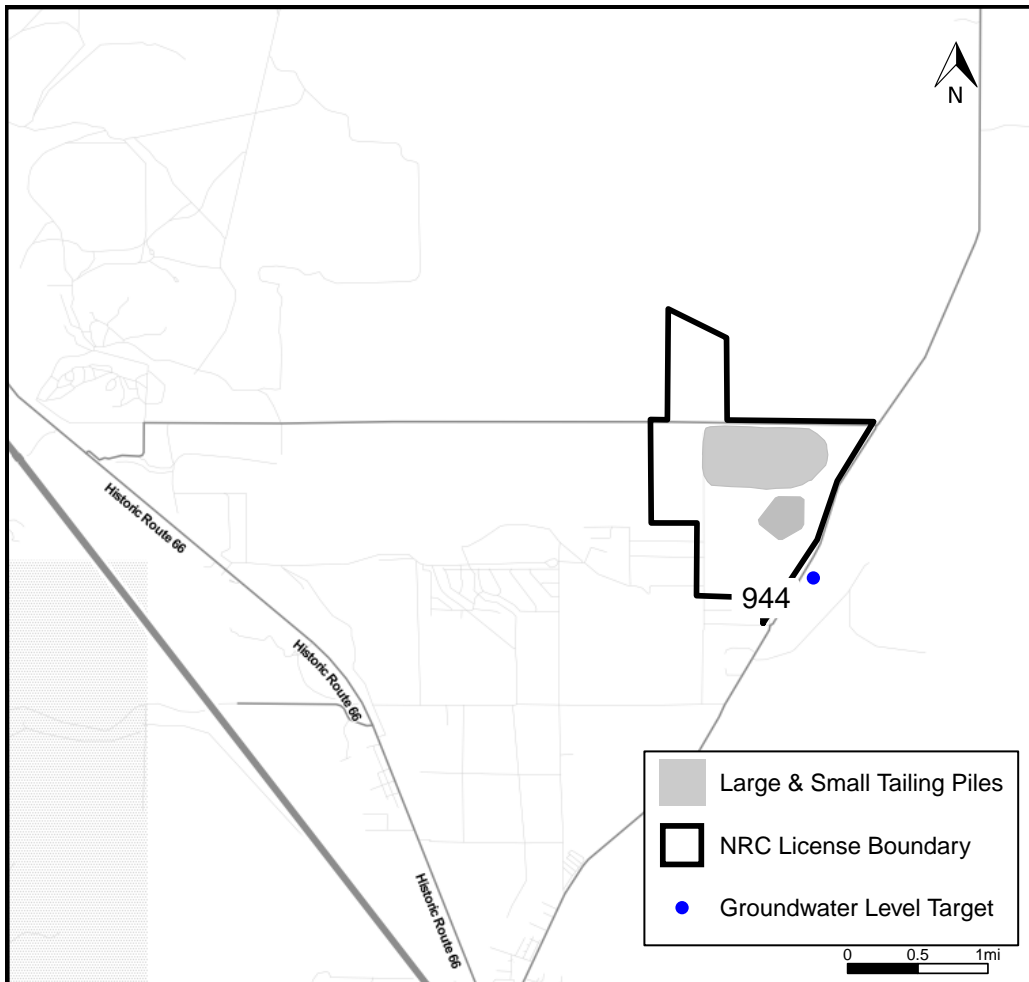 N
Historic Route 66
944
Historic Route 66
Historic Route 66
Large & Small Tailing Piles
NRC License Boundary
Groundwater Level Target
0 0.5 1mi